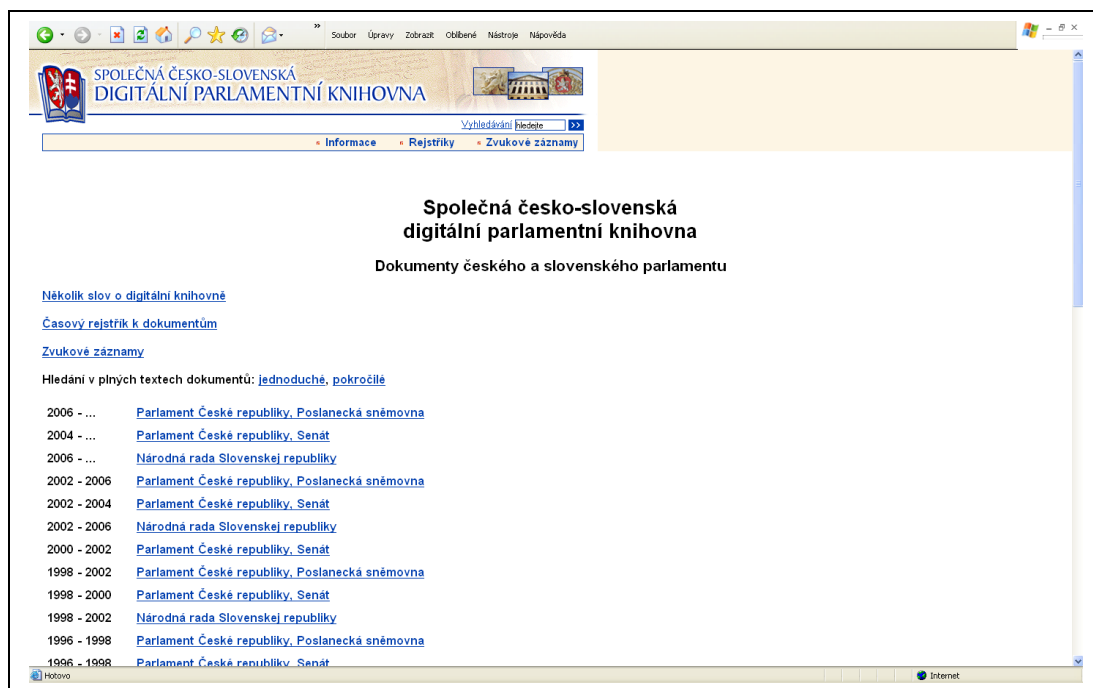 » Soubor Úpravy Zobrazit Oblíbené Nástroje Nápověda
SPOLEČNÁ ČESKO-SLOVENSKÁ
DIGITÁLNÍ PARLAMENTNÍ KNIHOVNA
Vyhledávání hledejte >>
Informace Rejstříky Zvukové záznamy
Společná česko-slovenská
digitální parlamentní knihovna
Dokumenty českého a slovenského parlamentu
Několik slov o digitální knihovně
Časový rejstřík k dokumentům
Zvukové záznamy
Hledání v plných textech dokumentů: jednoduché, pokročilé
2006 - ... Parlament České republiky, Poslanecká sněmovna
2004 - ... Parlament České republiky, Senát
2006 - ... Národná rada Slovenskej republiky
2002 - 2006 Parlament České republiky, Poslanecká sněmovna
2002 - 2004 Parlament České republiky, Senát
2002 - 2006 Národná rada Slovenskej republiky
2000 - 2002 Parlament České republiky, Senát
1998 - 2002 Parlament České republiky, Poslanecká sněmovna
1998 - 2000 Parlament České republiky, Senát
1998 - 2002 Národná rada Slovenskej republiky
1996 - 1998 Parlament České republiky, Poslanecká sněmovna
1996 - 1998 Parlament České republiky, Senát
Hotovo Internet